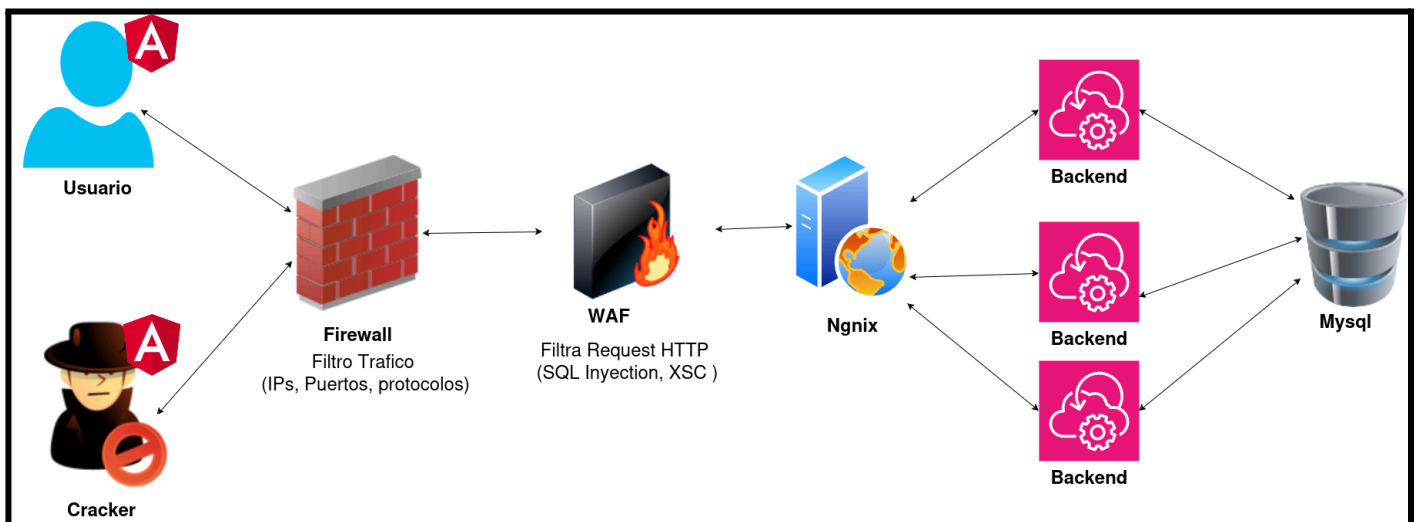 A
Usuario
A
Cracker
Firewall
Filtro Trafico
(IPs, Puertos, protocolos)
WAF
Filtra Request HTTP
(SQL Inyection, XSC )
Ngnix
Backend
Backend
Backend
Mysql